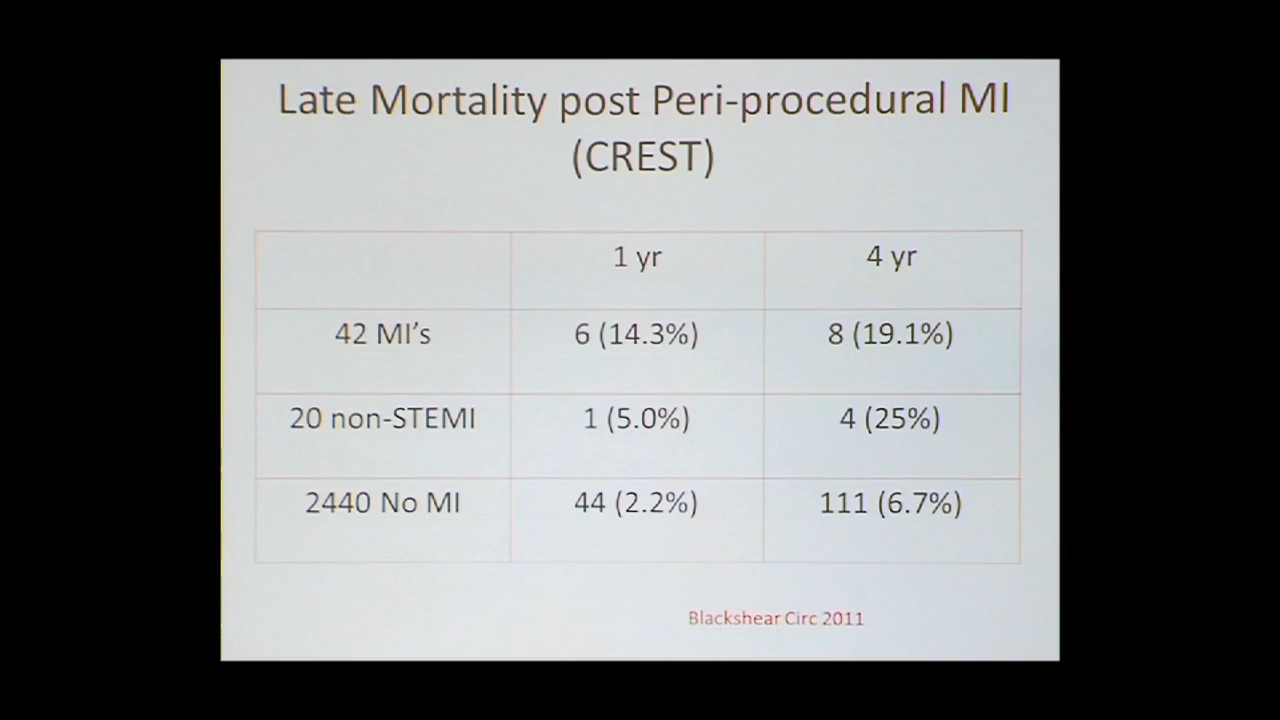 Late Mortality post Peri-procedural MI
(CREST)
1 yr 4 yr
42 MI's 6 (14.3%) 8 (19.1%)
20 non-STEMI 1 (5.0%) 4 (25%)
2440 No MI 44 (2.2%) 111 (6.7%)
Blackshear Circ 2011